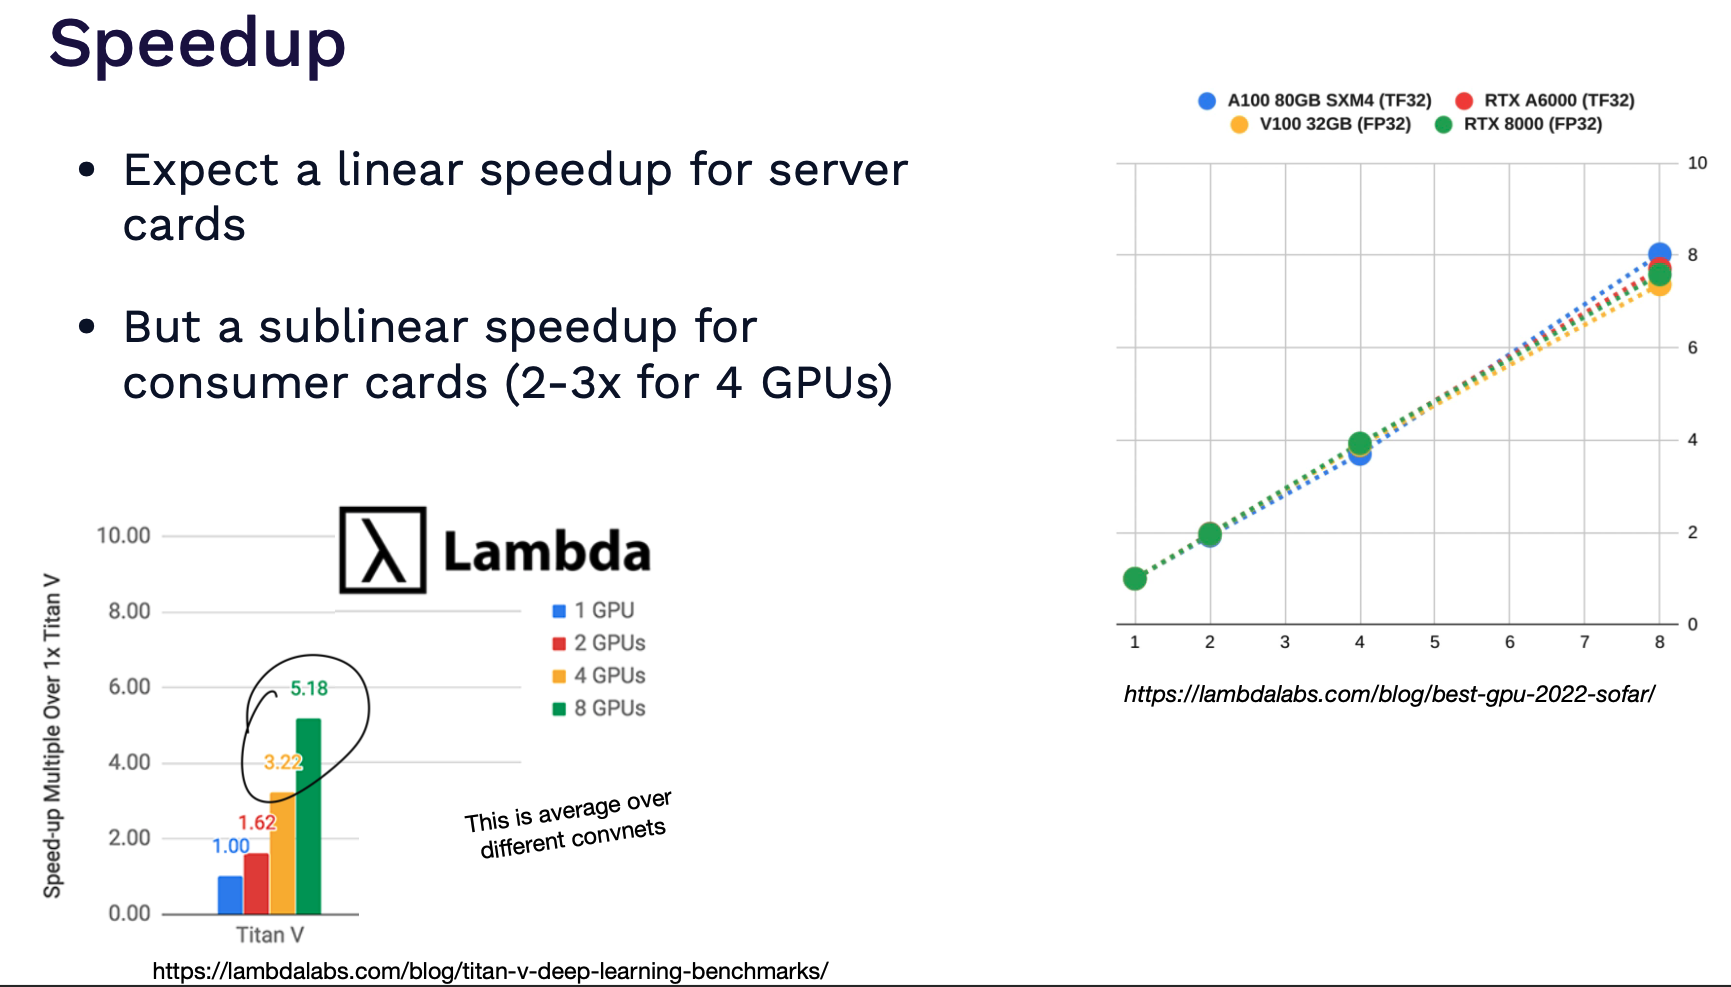 Speedup
• Expect a linear speedup for server
cards
• But a sublinear speedup for
consumer cards (2-3x for 4 GPUs)
A100 80GB SXM4 (TF32) RTX A6000 (TF32)
V100 32GB (FP32) RTX 8000 (FP32)
10
8
6
4
2
0
1 2 3 4 5 6 7 8
https://lambdalabs.com/blog/best-gpu-2022-sofar/
λ Lambda
Speed-up Multiple Over 1x Titan V
10.00
8.00
6.00
4.00
2.00
0.00
1 GPU
2 GPUs
4 GPUs
8 GPUs
1.00
1.62
3.22
5.18
Titan V
This is average over
different convnets
https://lambdalabs.com/blog/titan-v-deep-learning-benchmarks/